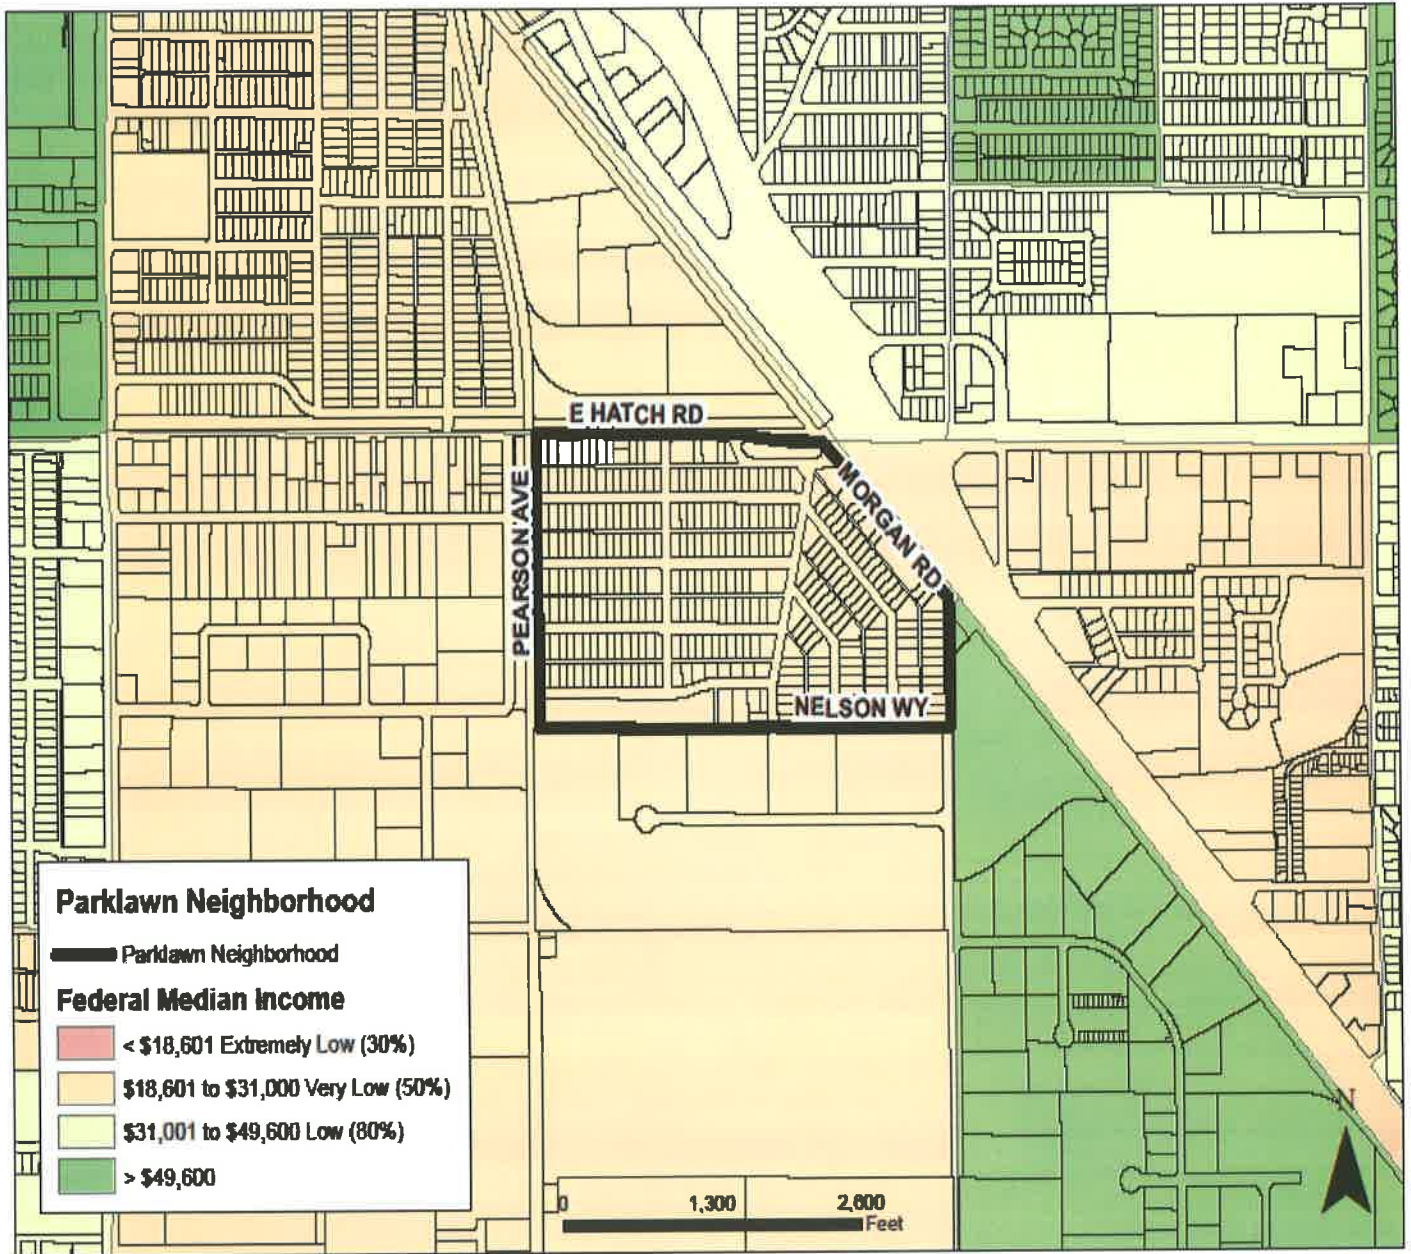 E HATCH RD
MORGAN RD
PEARSON AVE
NELSON WY
Parklawn Neighborhood
Parklawn Neighborhood
Federal Median Income
< $18,601 Extremely Low (30%)
$18,601 to $31,000 Very Low (50%)
$31,001 to $49,600 Low (80%)
> $49,600
N
0 1,300 2,600
Feet